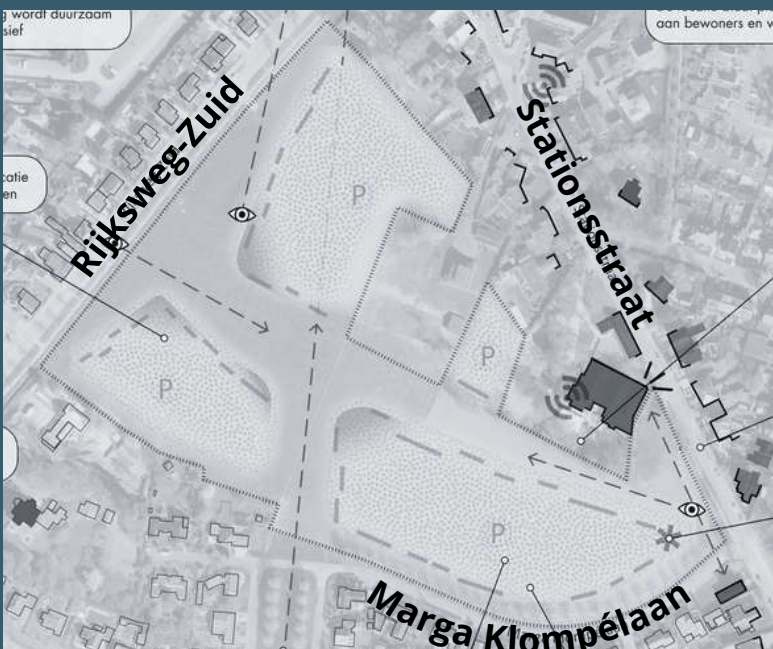 g wordt duurzaam
sief
aan bewoners en v
Rijksweg-Zuid
Stationsstraat
catie
en
P
P
P
P
Marga Klompélaan